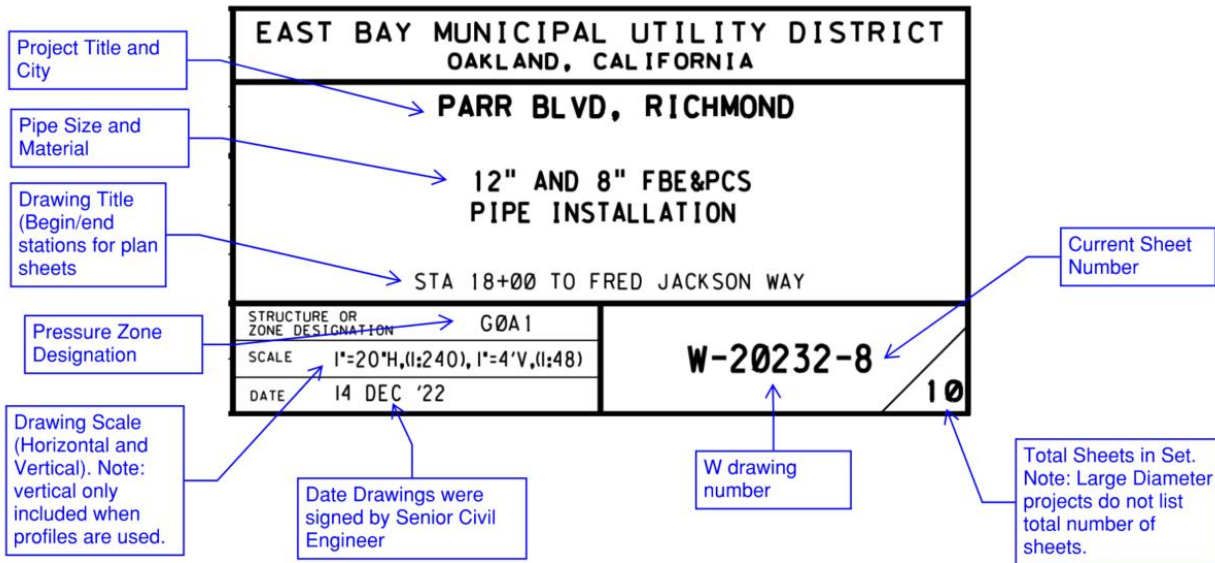 EAST BAY MUNICIPAL UTILITY DISTRICT
OAKLAND, CALIFORNIA
Project Title and
City
PARR BLVD, RICHMOND
Pipe Size and
Material
12" AND 8" FBE&PCS
PIPE INSTALLATION
Drawing Title
(Begin/end
stations for plan
sheets
STA 18+00 TO FRED JACKSON WAY
Current Sheet
Number
Pressure Zone
Designation
STRUCTURE OR
ZONE DESIGNATION G0A1
SCALE 1"=20"H,(1:240), 1"=4'V,(1:48)
DATE 14 DEC '22
W-20232-8
10
Drawing Scale
(Horizontal and
Vertical). Note:
vertical only
included when
profiles are used.
Date Drawings were
signed by Senior Civil
Engineer
W drawing
number
Total Sheets in Set.
Note: Large Diameter
projects do not list
total number of
sheets.